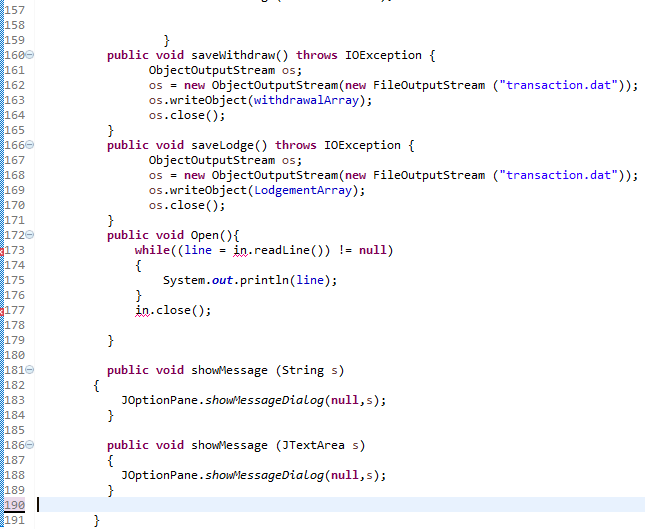 157
158
159 }
160 public void saveWithdraw() throws IOException {
161 ObjectOutputStream os;
162 os = new ObjectOutputStream(new FileOutputStream ("transaction.dat"));
163 os.writeObject(withdrawalArray);
164 os.close();
165 }
166 public void saveLodge() throws IOException {
167 ObjectOutputStream os;
168 os = new ObjectOutputStream(new FileOutputStream ("transaction.dat"));
169 os.writeObject(LodgementArray);
170 os.close();
171 }
172 public void Open(){
173 while((line = in.readLine()) != null)
174 {
175 System.out.println(line);
176 }
177 in.close();
178
179 }
180
181 public void showMessage (String s)
182 {
183 JOptionPane.showMessageDialog(null,s);
184 }
185
186 public void showMessage (JTextArea s)
187 {
188 JOptionPane.showMessageDialog(null,s);
189 }
190
191 }